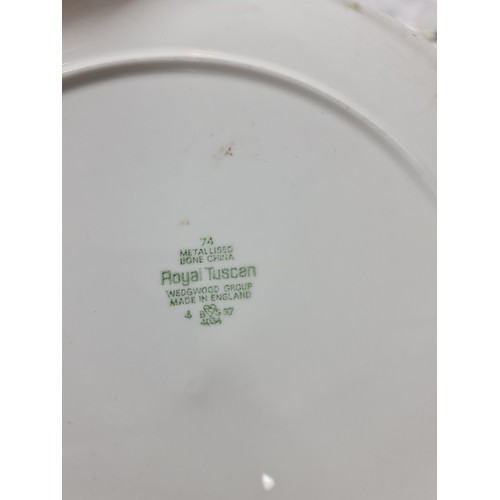 74
METALLISED
BONE CHINA
Royal Tuscan
WEDGWOOD GROUP
MADE IN ENGLAND